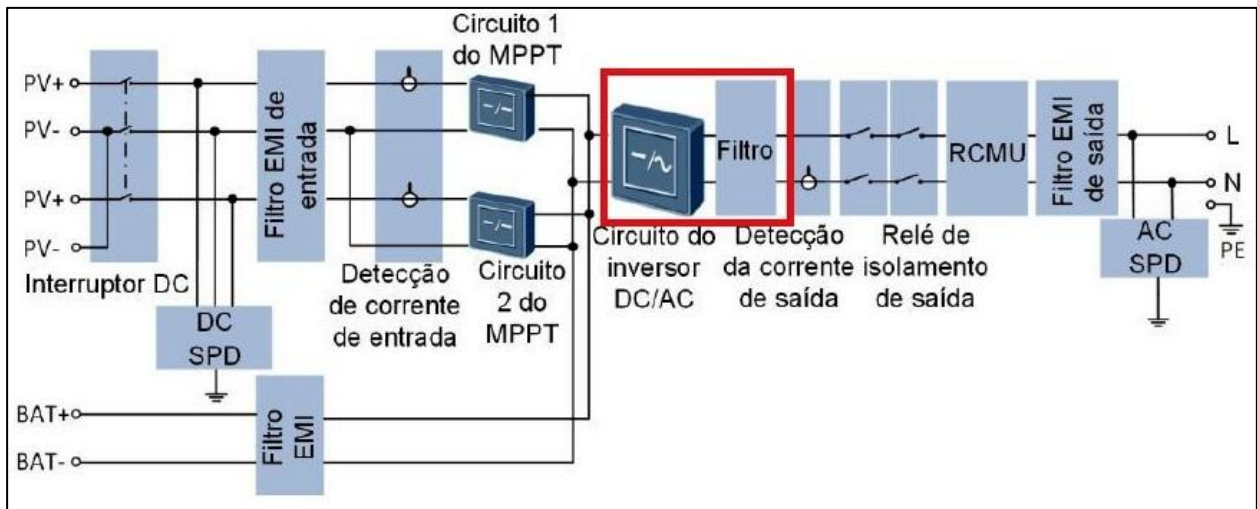 Circuito 1
do MPPT
PV+
PV-
PV+
PV-
Interruptor DC
DC
SPD
Filtro EMI de
entrada
Detecção
de corrente
de entrada
Circuito
2 do
MPPT
Circuito do
inversor
DC/AC
Filtro
Detecção
da corrente
de saída
Relé de
isolamento
de saída
RCMU
Filtro EMI
de saída
L
N
PE
AC
SPD
BAT+
BAT-
Filtro
EMI